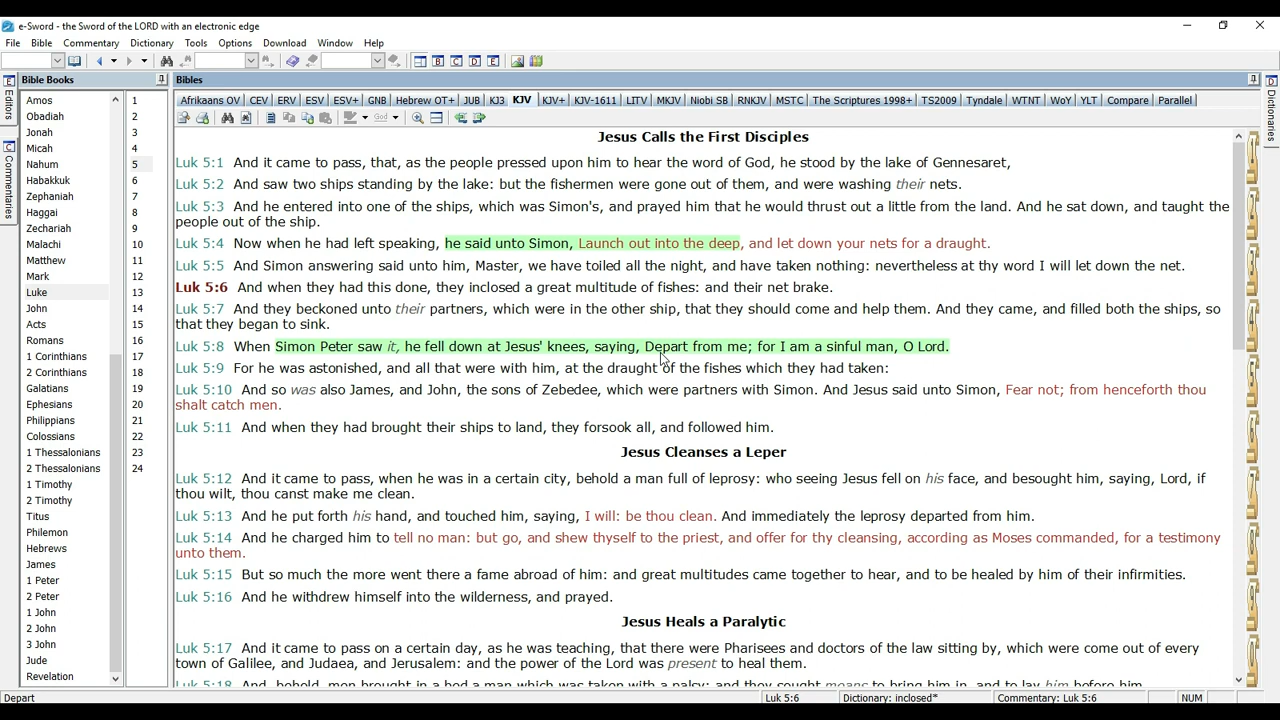 e-Sword - the Sword of the LORD with an electronic edge
File Bible Commentary Dictionary Tools Options Download Window Help
B C D E
Bible Books
Bibles
Editors
Commentaries
Dictionaries
Afrikaans OV CEV ERV ESV ESV+ GNB Hebrew OT+ JUB KJ3 KJV KJV+ KJV-1611 LITV MKJV Niobi SB RNKJV MSTC The Scriptures 1998+ TS2009 Tyndale WTNT WoY YLT Compare Parallel
Amos
Obadiah
Jonah
Micah
Nahum
Habakkuk
Zephaniah
Haggai
Zechariah
Malachi
Matthew
Mark
Luke
John
Acts
Romans
1 Corinthians
2 Corinthians
Galatians
Ephesians
Philippians
Colossians
1 Thessalonians
2 Thessalonians
1 Timothy
2 Timothy
Titus
Philemon
Hebrews
James
1 Peter
2 Peter
1 John
2 John
3 John
Jude
Revelation
1
2
3
4
5
6
7
8
9
10
11
12
13
14
15
16
17
18
19
20
21
22
23
24
God
Jesus Calls the First Disciples
Luk 5:1 And it came to pass, that, as the people pressed upon him to hear the word of God, he stood by the lake of Gennesaret,
Luk 5:2 And saw two ships standing by the lake: but the fishermen were gone out of them, and were washing their nets.
Luk 5:3 And he entered into one of the ships, which was Simon's, and prayed him that he would thrust out a little from the land. And he sat down, and taught the
people out of the ship.
Luk 5:4 Now when he had left speaking, he said unto Simon, Launch out into the deep, and let down your nets for a draught.
Luk 5:5 And Simon answering said unto him, Master, we have toiled all the night, and have taken nothing: nevertheless at thy word I will let down the net.
Luk 5:6 And when they had this done, they inclosed a great multitude of fishes: and their net brake.
Luk 5:7 And they beckoned unto their partners, which were in the other ship, that they should come and help them. And they came, and filled both the ships, so
that they began to sink.
Luk 5:8 When Simon Peter saw it, he fell down at Jesus' knees, saying, Depart from me; for I am a sinful man, O Lord.
Luk 5:9 For he was astonished, and all that were with him, at the draught of the fishes which they had taken:
Luk 5:10 And so was also James, and John, the sons of Zebedee, which were partners with Simon. And Jesus said unto Simon, Fear not; from henceforth thou
shalt catch men.
Luk 5:11 And when they had brought their ships to land, they forsook all, and followed him.
Jesus Cleanses a Leper
Luk 5:12 And it came to pass, when he was in a certain city, behold a man full of leprosy: who seeing Jesus fell on his face, and besought him, saying, Lord, if
thou wilt, thou canst make me clean.
Luk 5:13 And he put forth his hand, and touched him, saying, I will: be thou clean. And immediately the leprosy departed from him.
Luk 5:14 And he charged him to tell no man: but go, and shew thyself to the priest, and offer for thy cleansing, according as Moses commanded, for a testimony
unto them.
Luk 5:15 But so much the more went there a fame abroad of him: and great multitudes came together to hear, and to be healed by him of their infirmities.
Luk 5:16 And he withdrew himself into the wilderness, and prayed.
Jesus Heals a Paralytic
Luk 5:17 And it came to pass on a certain day, as he was teaching, that there were Pharisees and doctors of the law sitting by, which were come out of every
town of Galilee, and Judaea, and Jerusalem: and the power of the Lord was present to heal them.
Luk 5:18 And, behold, men brought in a bed a man which was taken with a palsy: and they sought means to bring him in, and to lay him before him.
Depart Luk 5:6 Dictionary: inclosed* Commentary: Luk 5:6 NUM